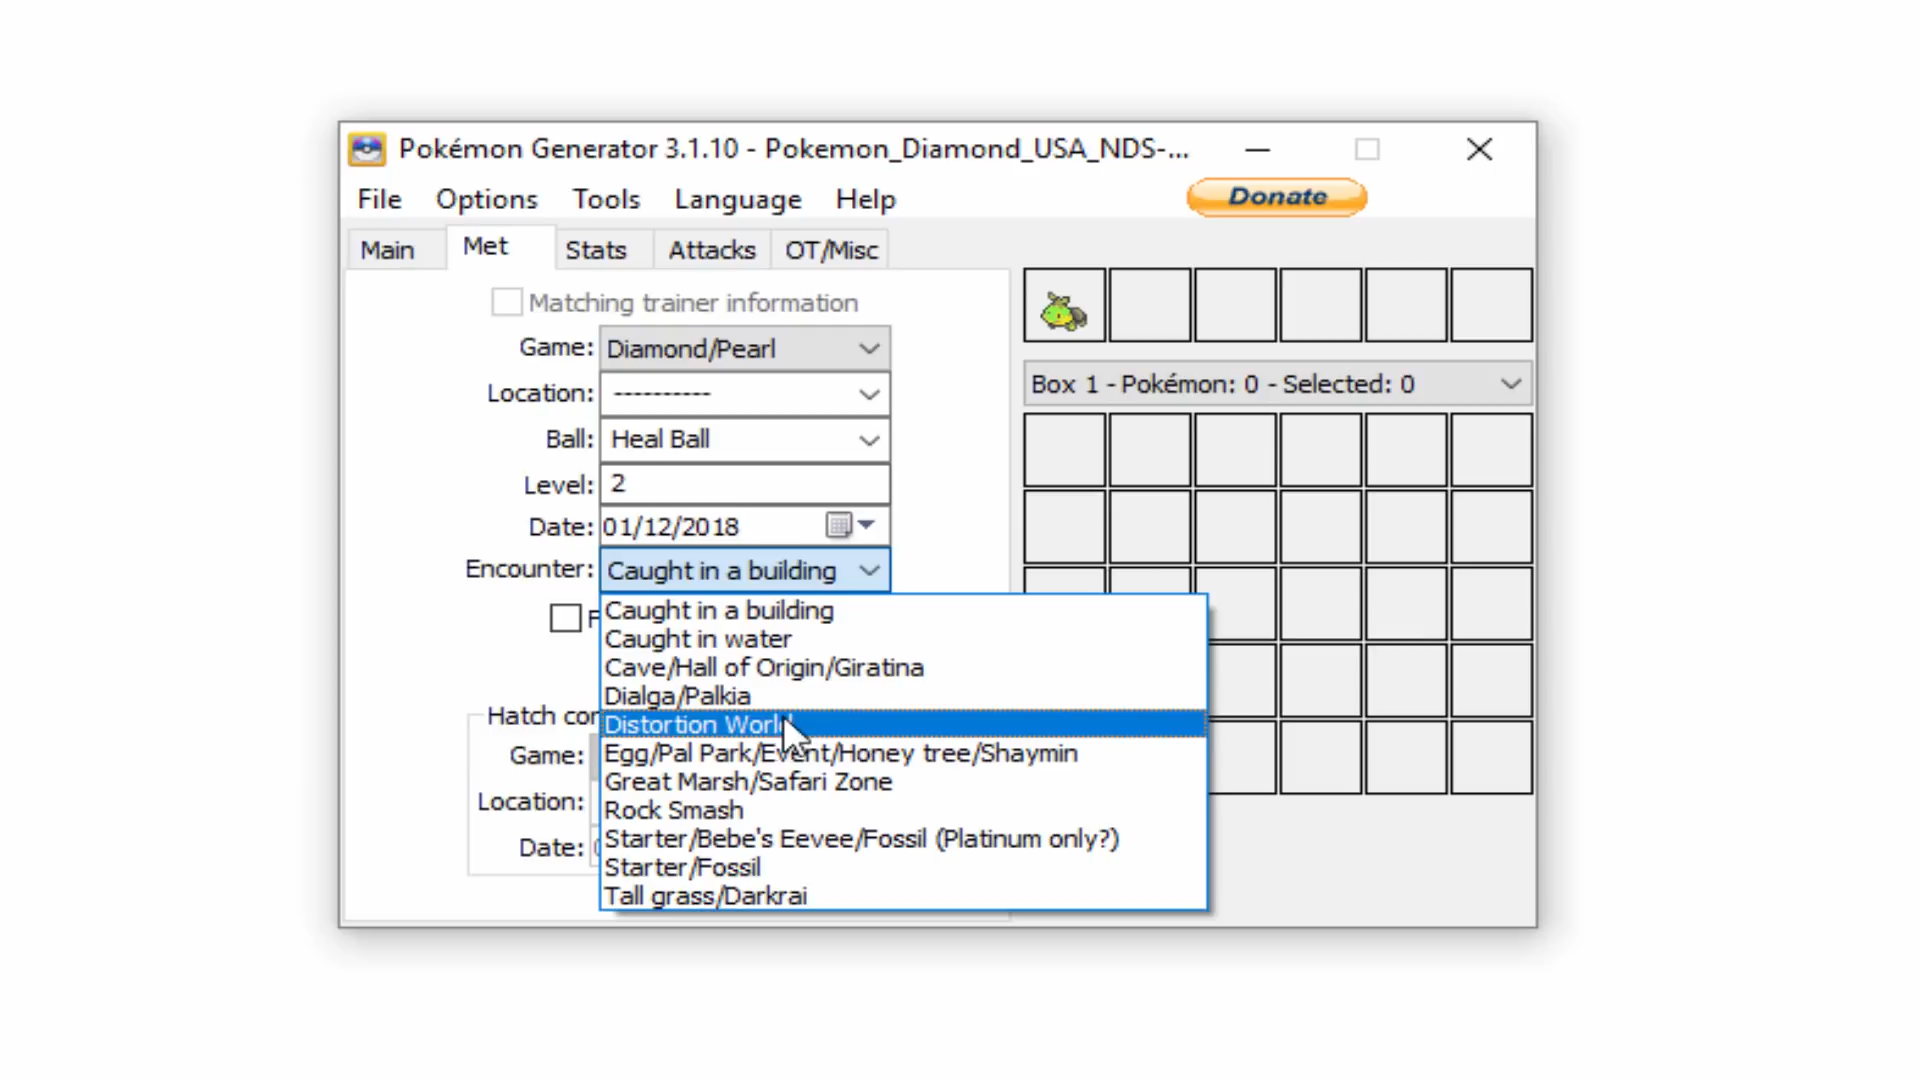 Pokémon Generator 3.1.10 - Pokemon_Diamond_USA_NDS-...
File Options Tools Language Help Donate
Main Met Stats Attacks OT/Misc
Matching trainer information
Game: Diamond/Pearl
Location: ----------
Box 1 - Pokémon: 0 - Selected: 0
Ball: Heal Ball
Level: 2
Date: 01/12/2018
Encounter: Caught in a building
Caught in a building
Caught in water
Cave/Hall of Origin/Giratina
Dialga/Palkia
Distortion World
Egg/Pal Park/Event/Honey tree/Shaymin
Great Marsh/Safari Zone
Rock Smash
Starter/Bebe's Eevee/Fossil (Platinum only?)
Starter/Fossil
Tall grass/Darkrai
Hatch
Game:
Location:
Date: